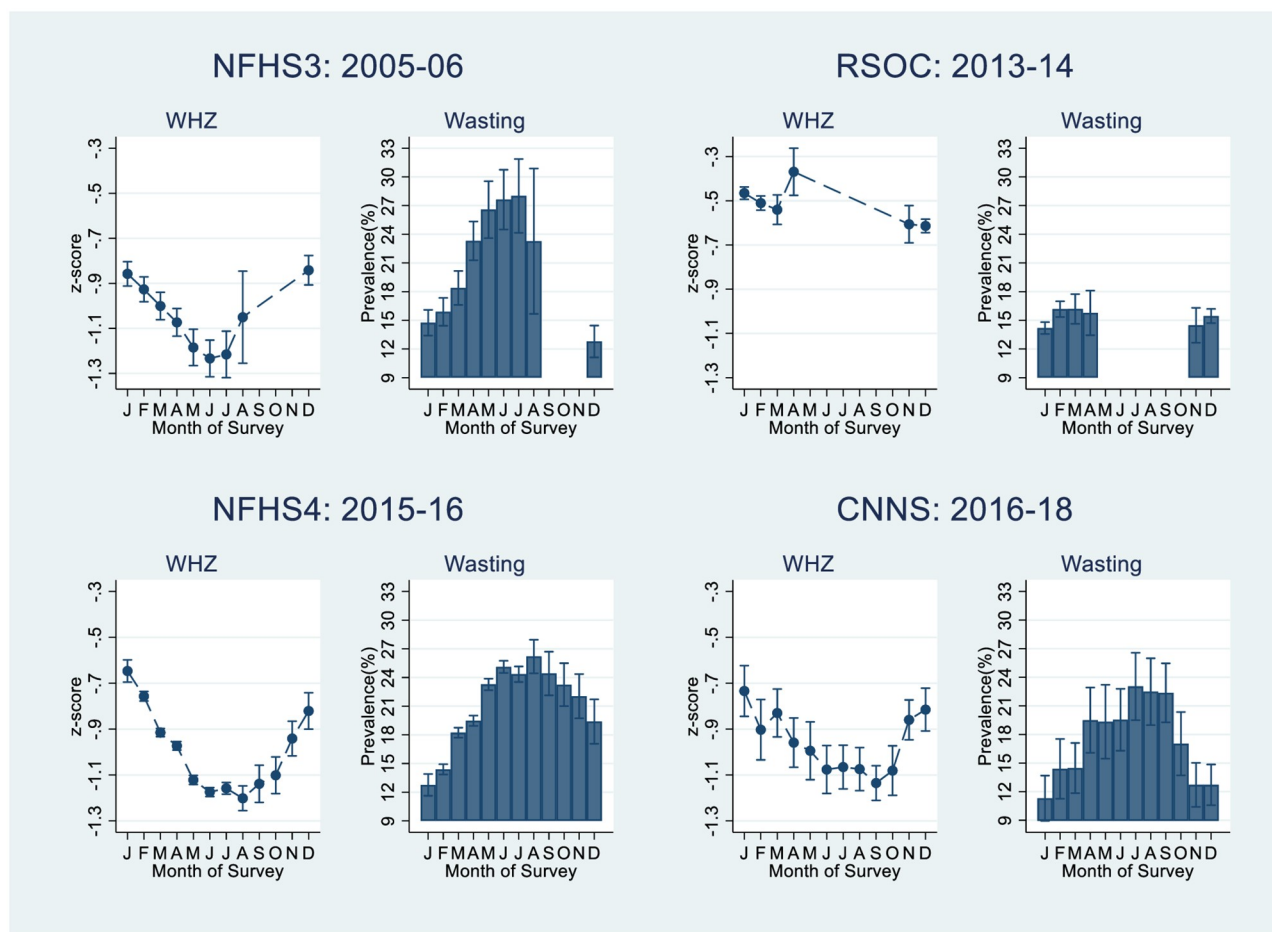 NFHS3: 2005-06
WHZ
z-score
-.3
-.5
-.7
-.9
-1.1
-1.3
J F M A M J J A S O N D
Month of Survey
Wasting
Prevalence(%)
33
30
27
24
21
18
15
12
9
J F M A M J J A S O N D
Month of Survey
RSOC: 2013-14
WHZ
z-score
-.3
-.5
-.7
-.9
-1.1
-1.3
J F M A M J J A S O N D
Month of Survey
Wasting
Prevalence(%)
33
30
27
24
21
18
15
12
9
J F M A M J J A S O N D
Month of Survey
NFHS4: 2015-16
WHZ
z-score
-.3
-.5
-.7
-.9
-1.1
-1.3
J F M A M J J A S O N D
Month of Survey
Wasting
Prevalence(%)
33
30
27
24
21
18
15
12
9
J F M A M J J A S O N D
Month of Survey
CNNS: 2016-18
WHZ
z-score
-.3
-.5
-.7
-.9
-1.1
-1.3
J F M A M J J A S O N D
Month of Survey
Wasting
Prevalence(%)
33
30
27
24
21
18
15
12
9
J F M A M J J A S O N D
Month of Survey